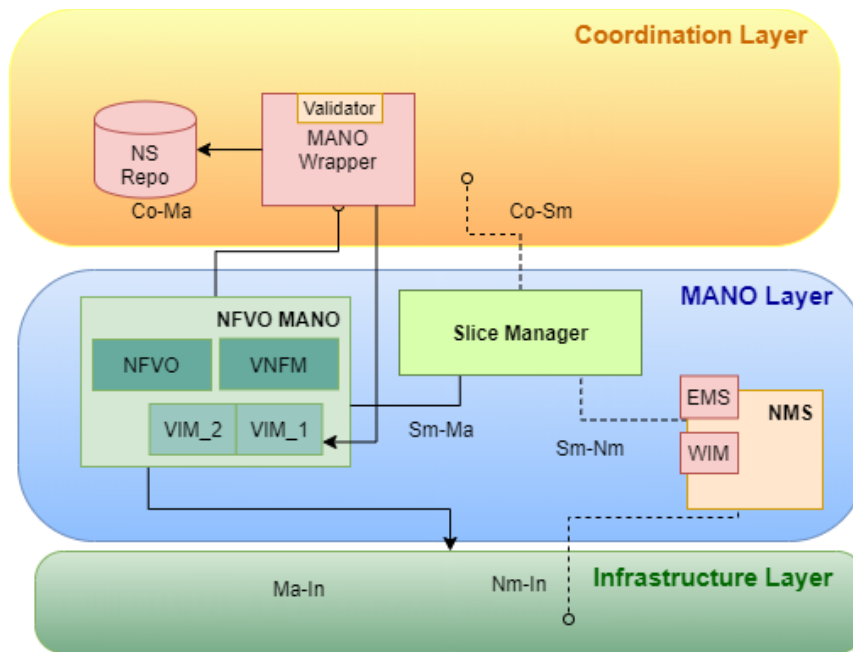 Coordination Layer
Validator
MANO
Wrapper
NS
Repo
Co-Ma
Co-Sm
MANO Layer
NFVO MANO
Slice Manager
NFVO
VNFM
EMS
NMS
VIM_2
VIM_1
Sm-Ma
Sm-Nm
WIM
Infrastructure Layer
Ma-In
Nm-In